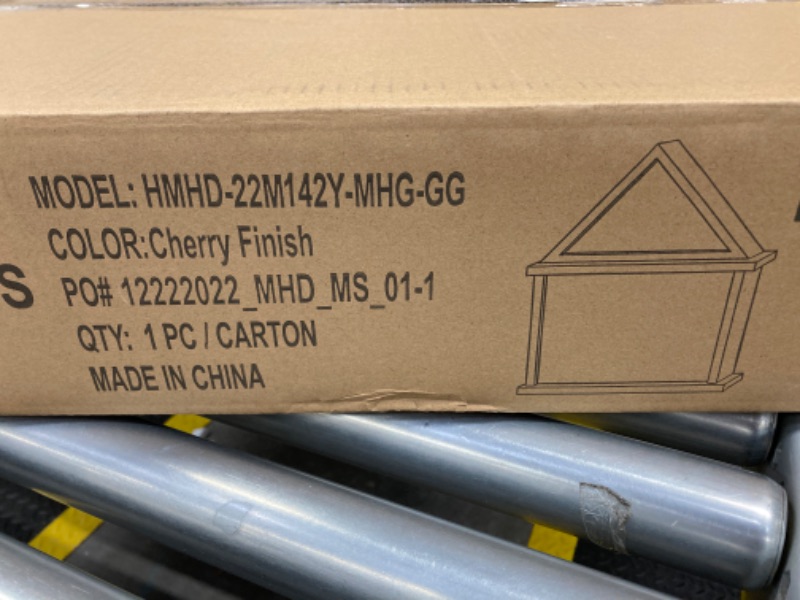 MODEL: HMHD-22M142Y-MHG-GG
COLOR:Cherry Finish
S
PO# 12222022_MHD_MS_01-1
QTY: 1 PC / CARTON
MADE IN CHINA